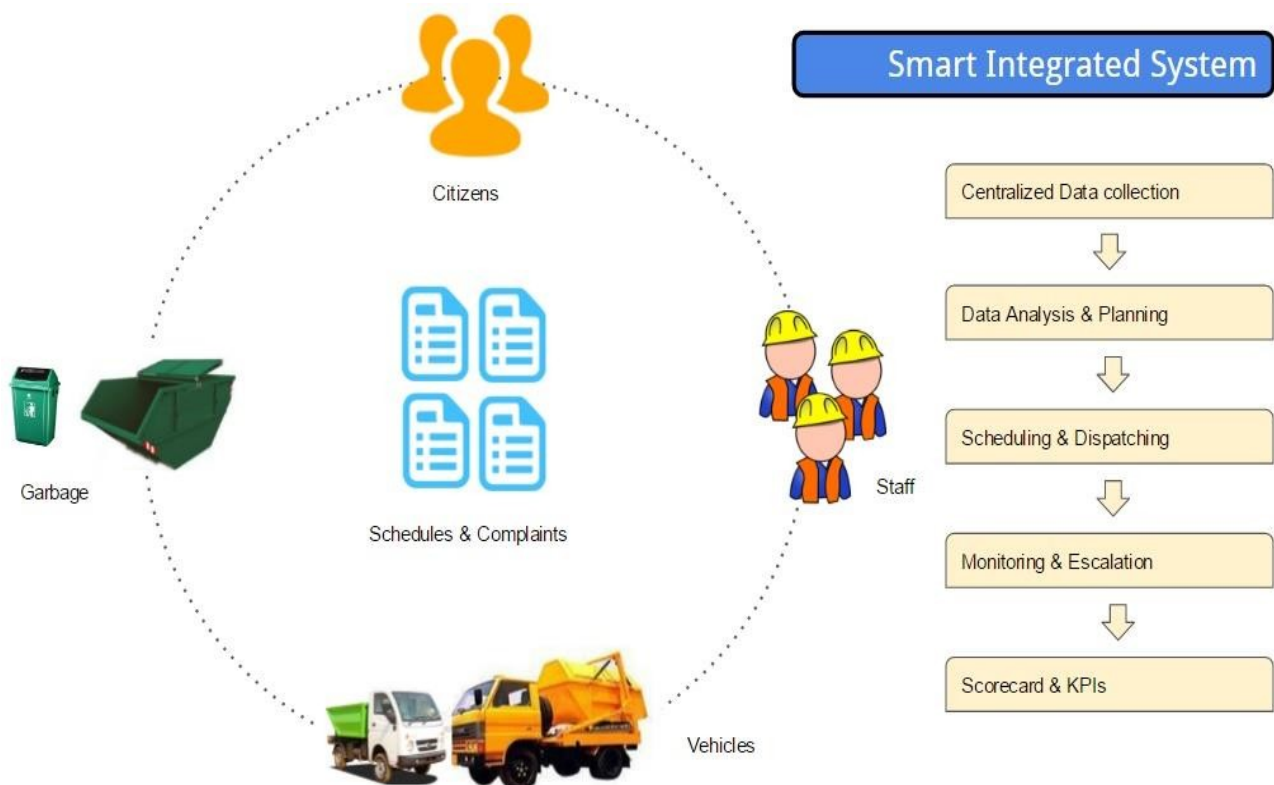 Smart Integrated System
Citizens
Centralized Data collection
Data Analysis & Planning
Scheduling & Dispatching
Garbage
Staff
Schedules & Complaints
Monitoring & Escalation
Scorecard & KPIs
Vehicles